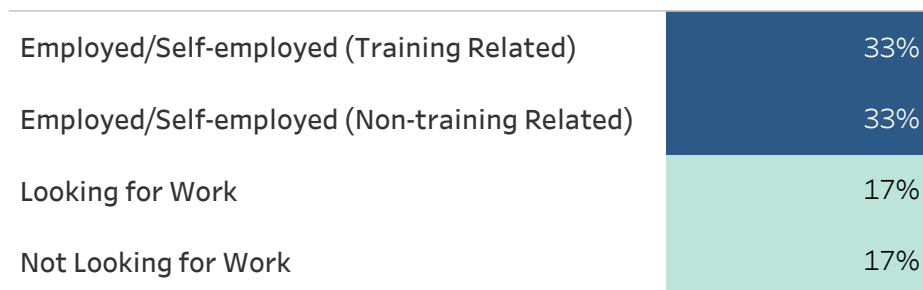 Employed/Self-employed (Training Related) 33%
Employed/Self-employed (Non-training Related) 33%
Looking for Work 17%
Not Looking for Work 17%